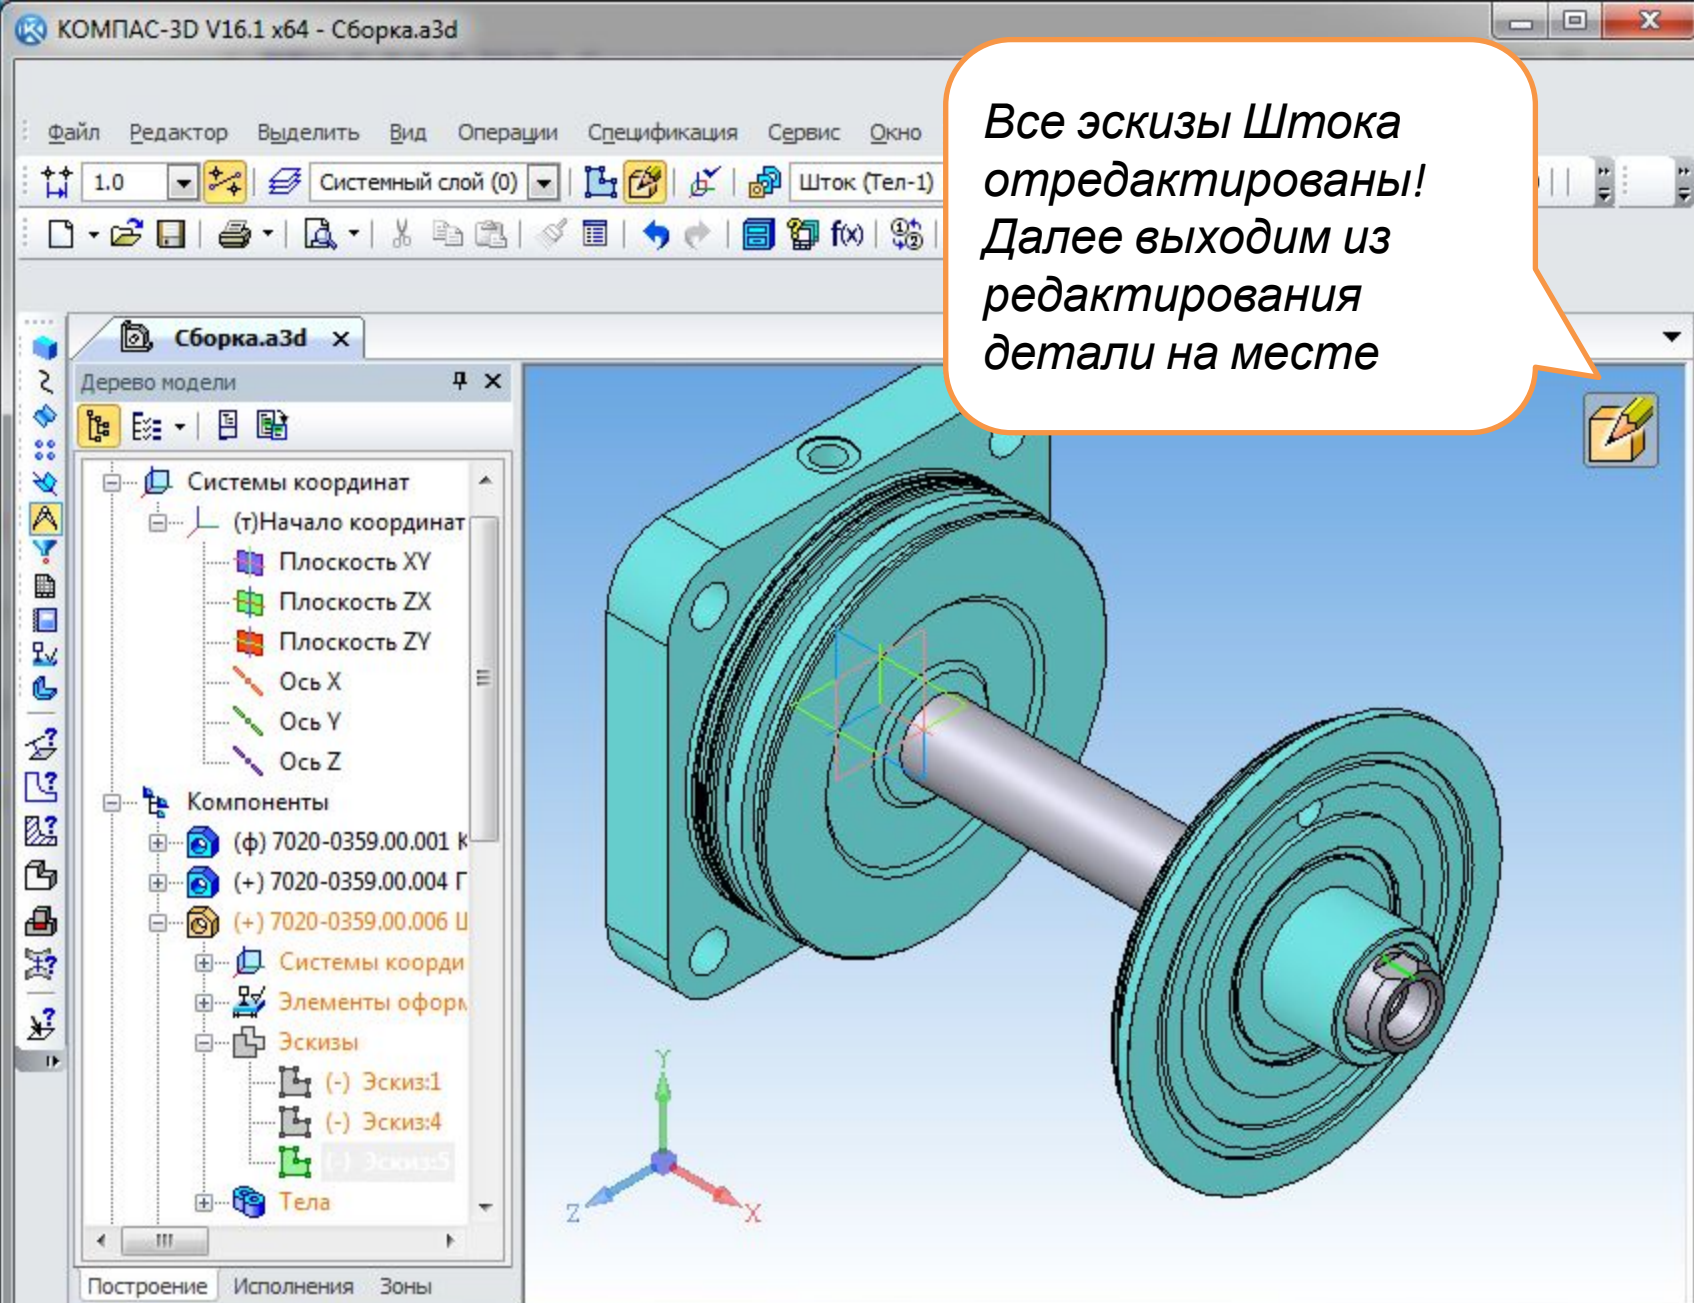 КОМПАС-3D V16.1 x64 - Сборка.a3d
Файл Редактор Выделить Вид Операции Спецификация Сервис Окно
1.0 Системный слой (0) Шток (Тел-1)
f(x)
Все эскизы Штока
отредактированы!
Далее выходим из
редактирования
детали на месте
Сборка.a3d
Дерево модели
Системы координат
(т)Начало координат
Плоскость XY
Плоскость ZX
Плоскость ZY
Ось X
Ось Y
Ось Z
Компоненты
(ф) 7020-0359.00.001 К
(+) 7020-0359.00.004 Г
(+) 7020-0359.00.006 Ш
Системы коорди
Элементы оформ
Эскизы
(-) Эскиз:1
(-) Эскиз:4
(-) Эскиз:5
Тела
Построение Исполнения Зоны
Y
Z
X